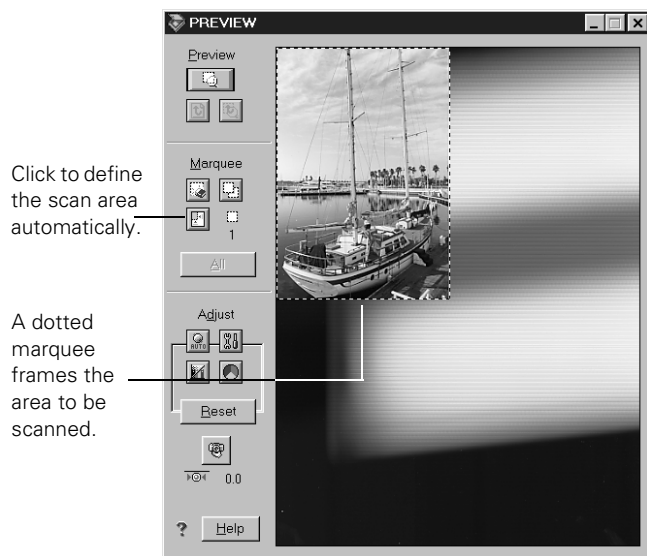 PREVIEW
Preview
Marquee
Click to define
the scan area
automatically.
1
All
A dotted
marquee
frames the
area to be
scanned.
Adjust
AUTO
Reset
0.0
? Help